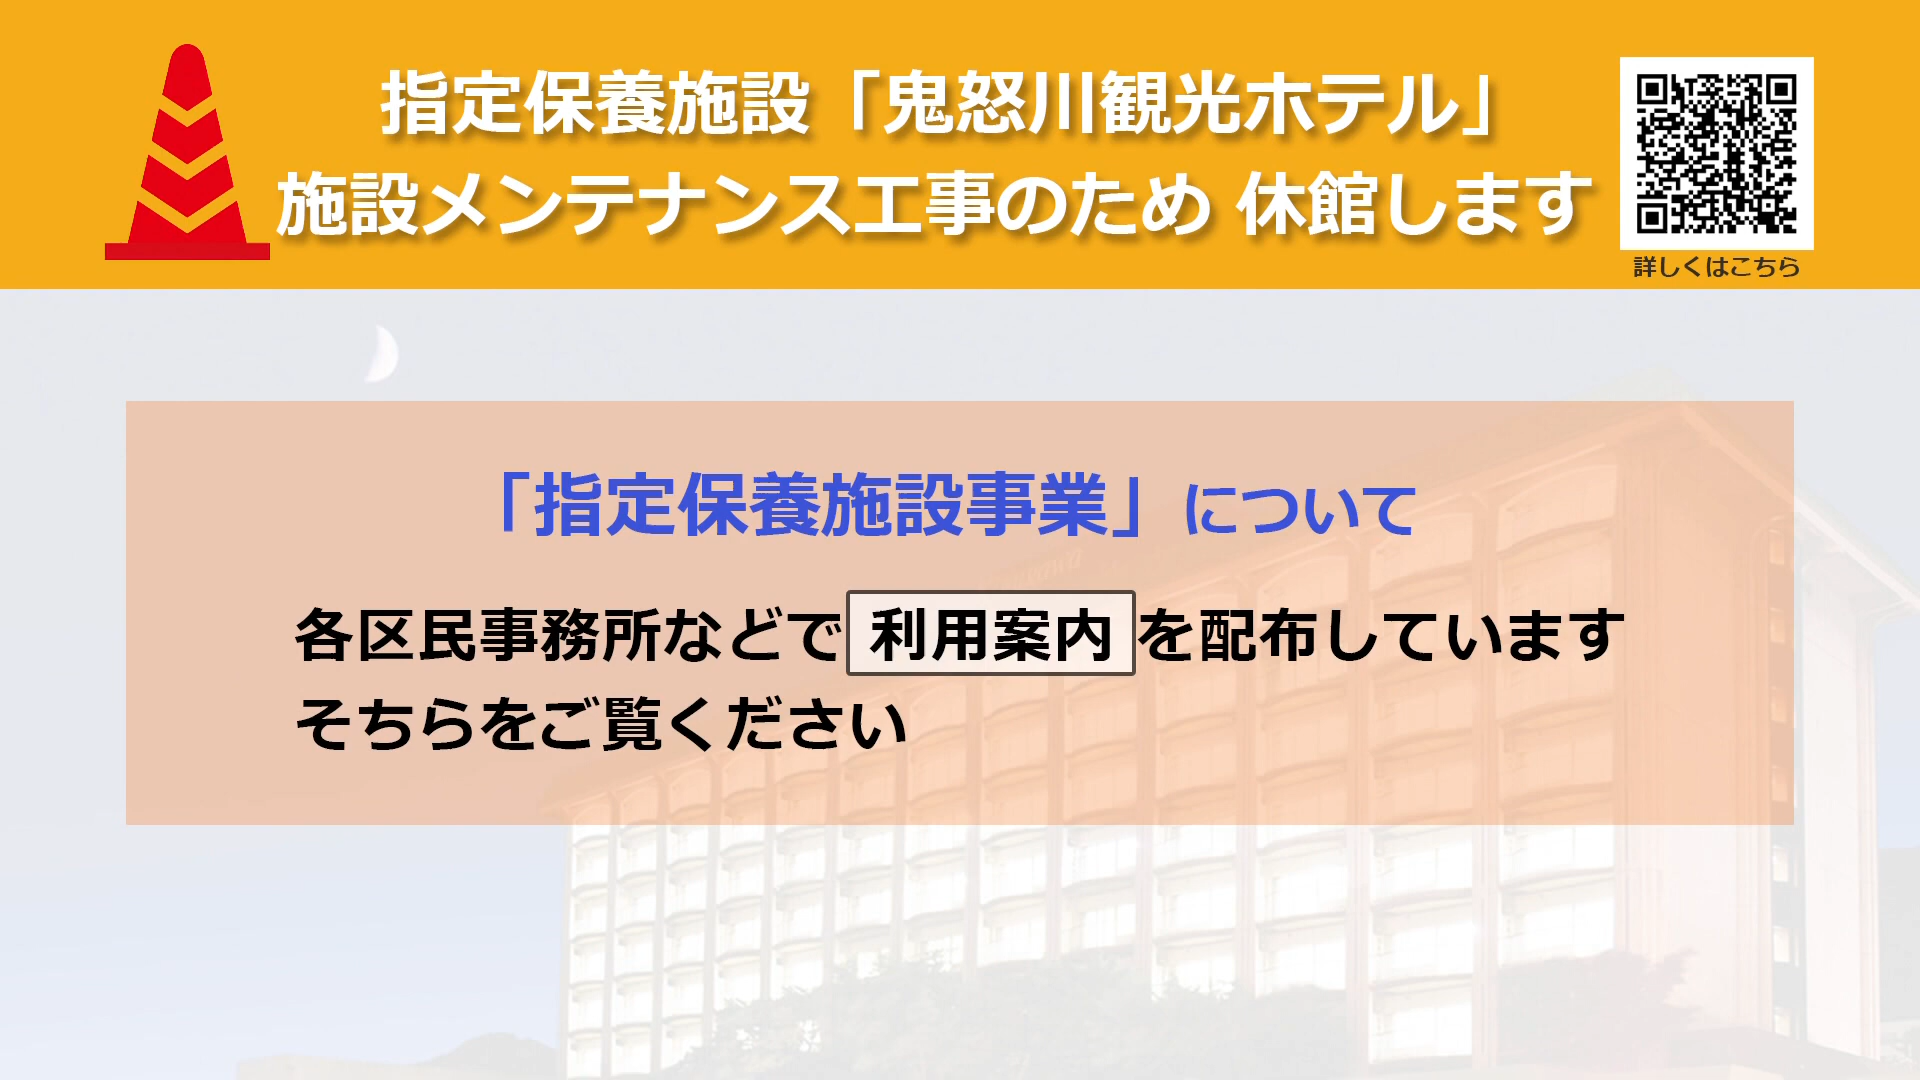 指定保養施設「鬼怒川観光ホテル」
施設メンテナンス工事のため 休館します
詳しくはこちら
「指定保養施設事業」について
各区民事務所などで 利用案内 を配布しています
そちらをご覧ください